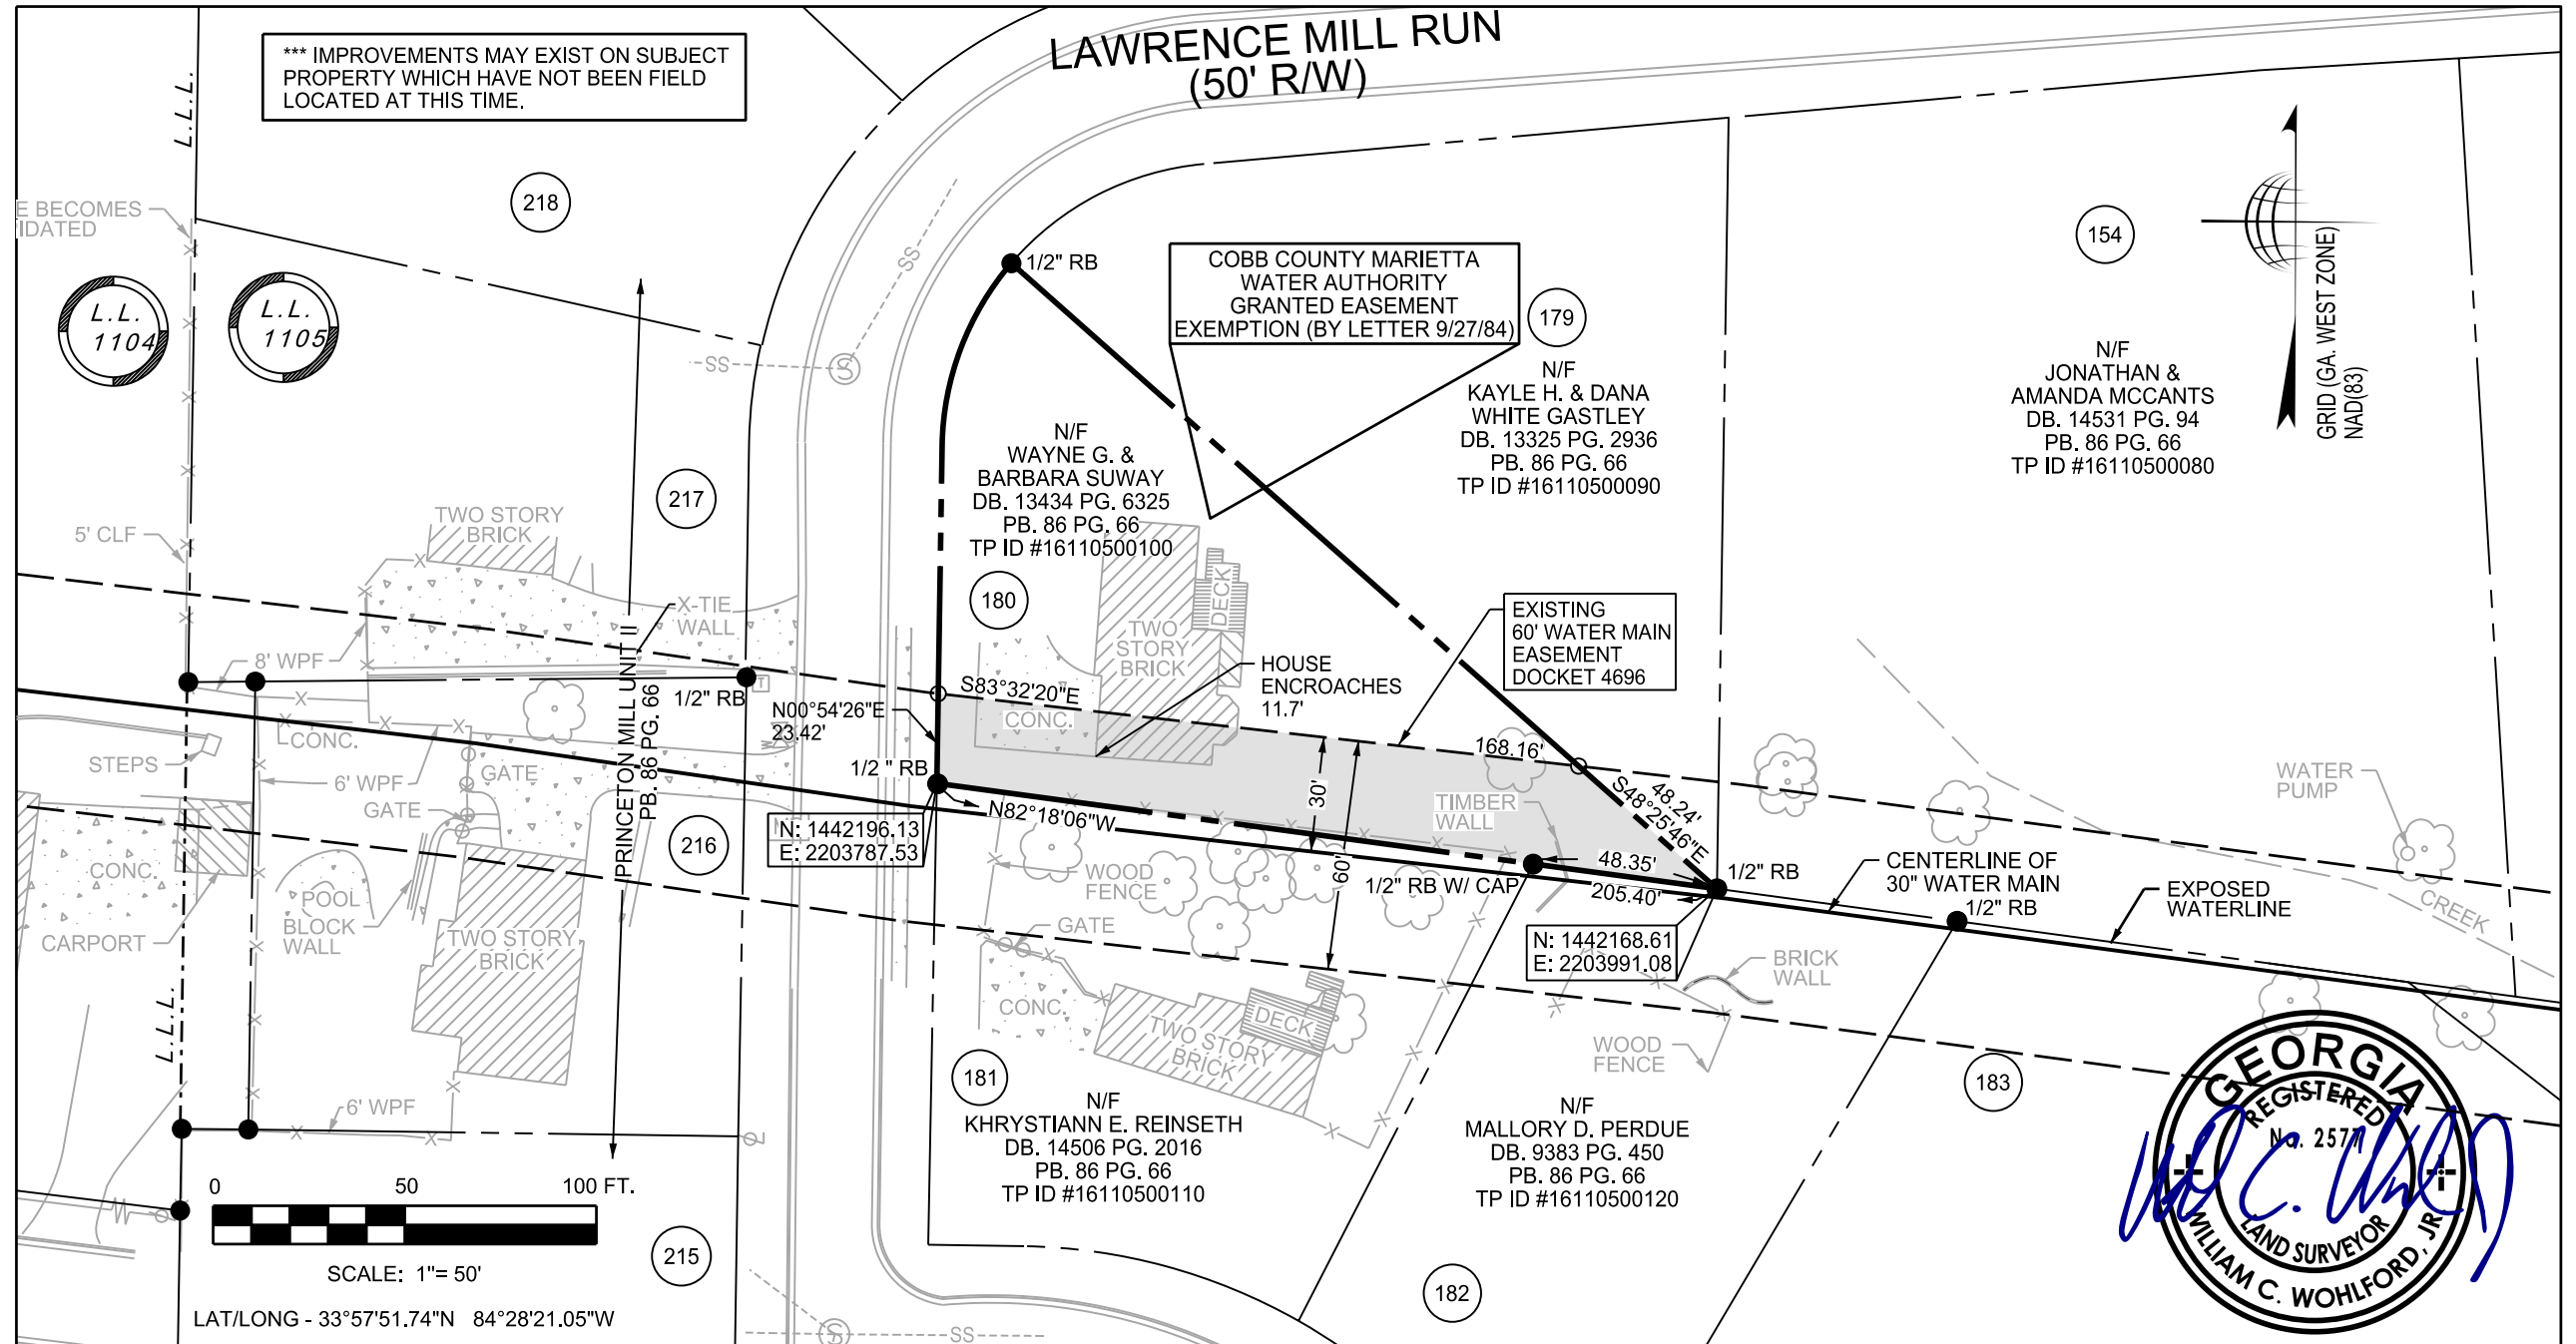 LAWRENCE MILL RUN
(50' R/W)
*** IMPROVEMENTS MAY EXIST ON SUBJECT
PROPERTY WHICH HAVE NOT BEEN FIELD
LOCATED AT THIS TIME.
L.L.L.
E BECOMES
IDATED
218
154
L.L.
1104
L.L.
1105
SS
SS
S
1/2" RB
COBB COUNTY MARIETTA
WATER AUTHORITY
GRANTED EASEMENT
EXEMPTION (BY LETTER 9/27/84)
179
N/F
KAYLE H. & DANA
WHITE GASTLEY
DB. 13325 PG. 2936
PB. 86 PG. 66
TP ID #16110500090
N/F
JONATHAN &
AMANDA MCCANTS
DB. 14531 PG. 94
PB. 86 PG. 66
TP ID #16110500080
GRID (GA. WEST ZONE)
NAD(83)
N/F
WAYNE G. &
BARBARA SUWAY
DB. 13434 PG. 6325
PB. 86 PG. 66
TP ID #16110500100
217
5' CLF
TWO STORY
BRICK
180
X-TIE
WALL
TWO
STORY
BRICK
DECK
EXISTING
60' WATER MAIN
EASEMENT
DOCKET 4696
HOUSE
ENCROACHES
11.7'
8' WPF
1/2" RB
T
PRINCETON MILL UNIT II
PB. 86 PG. 66
S83°32'20"E
168.16'
CONC.
N00°54'26"E
23.42'
1/2 " RB
N82°18'06"W
CONC.
STEPS
6' WPF
GATE
GATE
30'
60'
TIMBER
WALL
48.24'
S48°25'46"E
WATER
PUMP
N: 1442196.13
E: 2203787.53
216
48.35'
205.40'
1/2" RB W/ CAP
1/2" RB
CENTERLINE OF
30" WATER MAIN
1/2" RB
EXPOSED
WATERLINE
CREEK
CONC.
POOL
BLOCK
WALL
CARPORT
TWO STORY
BRICK
WOOD
FENCE
GATE
N: 1442168.61
E: 2203991.08
BRICK
WALL
CONC.
TWO STORY
BRICK
DECK
WOOD
FENCE
L.L.L.
181
N/F
KHRYSTIANN E. REINSETH
DB. 14506 PG. 2016
PB. 86 PG. 66
TP ID #16110500110
N/F
MALLORY D. PERDUE
DB. 9383 PG. 450
PB. 86 PG. 66
TP ID #16110500120
183
6' WPF
W
0 50 100 FT.
SCALE: 1"= 50'
LAT/LONG - 33°57'51.74"N 84°28'21.05"W
215
182
S
SS
GEORGIA
REGISTERED
No. 2577
LAND SURVEYOR
WILLIAM C. WOHLFORD, JR